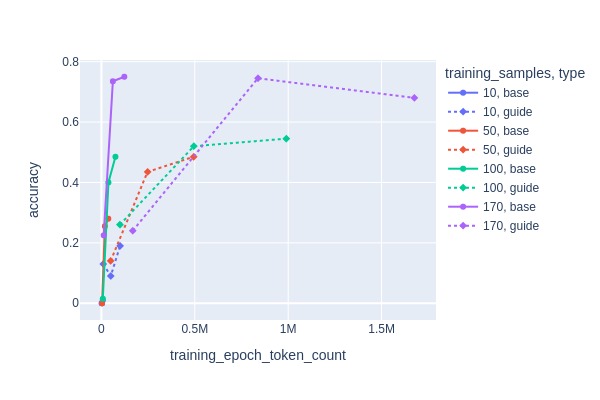 training_samples, type
10, base
10, guide
50, base
50, guide
100, base
100, guide
170, base
170, guide
accuracy
0.8
0.6
0.4
0.2
0
0
0.5M
1M
1.5M
training_epoch_token_count